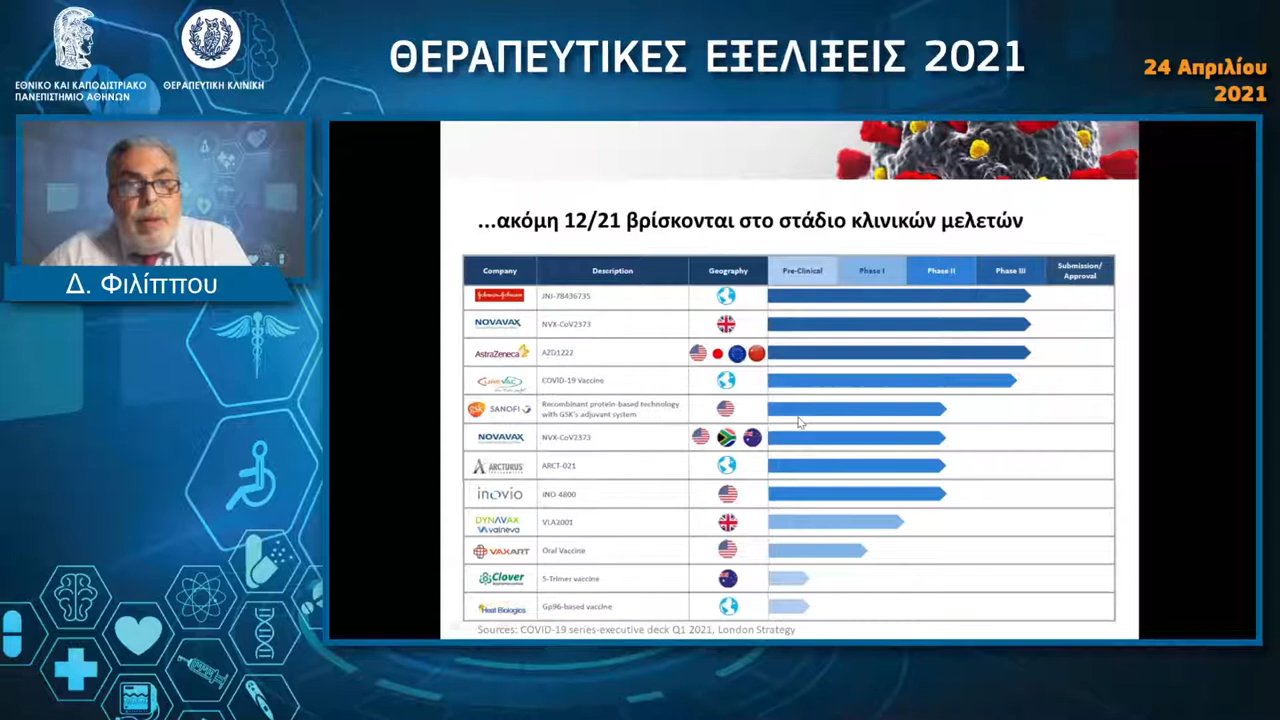 ΕΘΝΙΚΟ ΚΑΙ ΚΑΠΟΔΙΣΤΡΙΑΚΟ
ΠΑΝΕΠΙΣΤΗΜΙΟ ΑΘΗΝΩΝ
ΘΕΡΑΠΕΥΤΙΚΗ ΚΛΙΝΙΚΗ
ΘΕΡΑΠΕΥΤΙΚΕΣ ΕΞΕΛΙΞΕΙΣ 2021
24 Απριλίου
2021
Δ. Φιλίππου
...ακόμη 12/21 βρίσκονται στο στάδιο κλινικών μελετών
Company Description Geography Pre-Clinical Phase I Phase II Phase III Submission/
Approval
Johnson&Johnson JNJ-78436735
NOVAVAX NVX-CoV2373
AstraZeneca AZD1222
CUREVAC COVID-19 Vaccine
gsk SANOFI Recombinant protein-based technology
with GSK's adjuvant system
NOVAVAX NVX-CoV2373
ARCTURUS ARCT-021
inovio INO-4800
DYNAVAX
valneva VLA2001
VAXART Oral Vaccine
Clover S-Trimer vaccine
Heat Biologics Gp96-based vaccine
Sources: COVID-19 series-executive deck Q1 2021, London Strategy